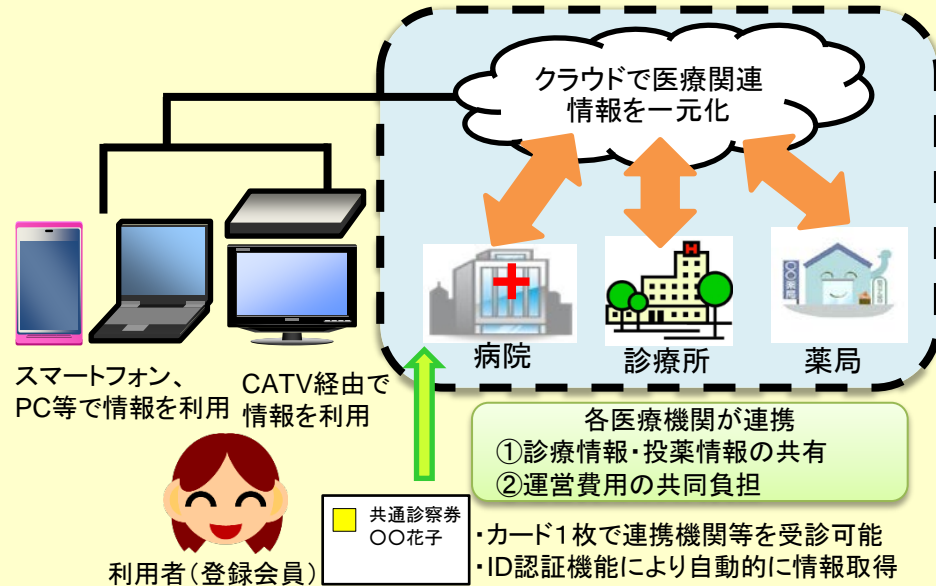 クラウドで医療関連
情報を一元化
病院
診療所
薬局
〇〇薬局
スマートフォン、
PC等で情報を利用
CATV経由で
情報を利用
各医療機関が連携
①診療情報・投薬情報の共有
②運営費用の共同負担
共通診察券
〇〇花子
・カード1枚で連携機関等を受診可能
・ID認証機能により自動的に情報取得
利用者(登録会員)